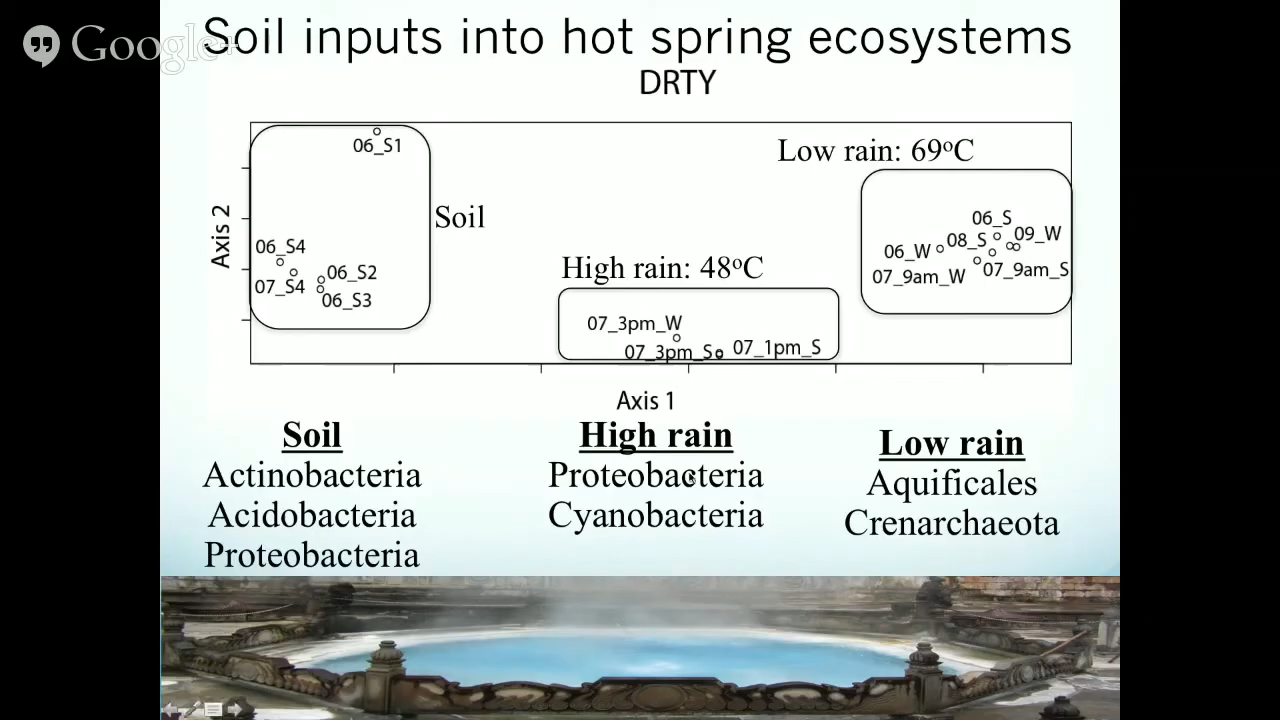 Google+
Soil inputs into hot spring ecosystems
DRTY
Axis 2
06_S1
Soil
06_S4
07_S4
06_S2
06_S3
High rain: 48ºC
07_3pm_W
07_3pm_S
07_1pm_S
Low rain: 69ºC
06_S
09_W
08_S
06_W
07_9am_S
07_9am_W
Axis 1
Soil
Actinobacteria
Acidobacteria
Proteobacteria
High rain
Proteobacteria
Cyanobacteria
Low rain
Aquificales
Crenarchaeota